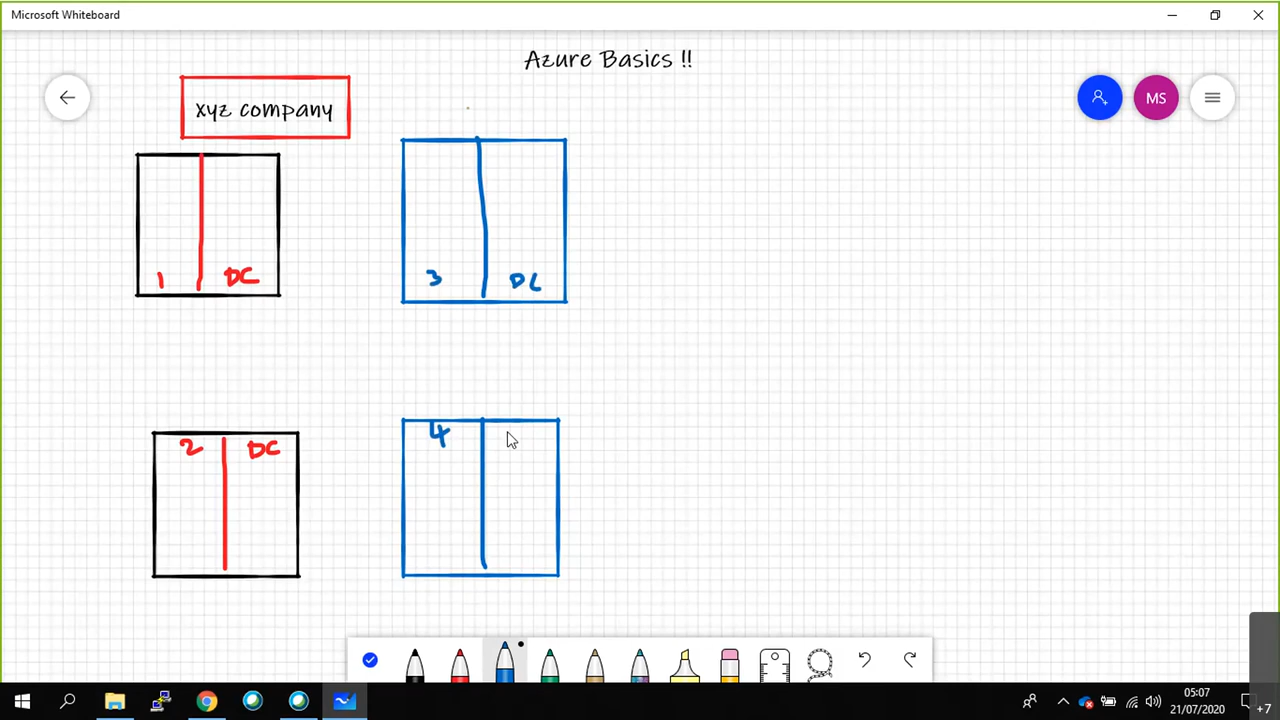 Microsoft Whiteboard
Azure Basics !!
xyz company
MS
1 DC
3 DC
2 DC
4
05:07
21/07/2020
+7